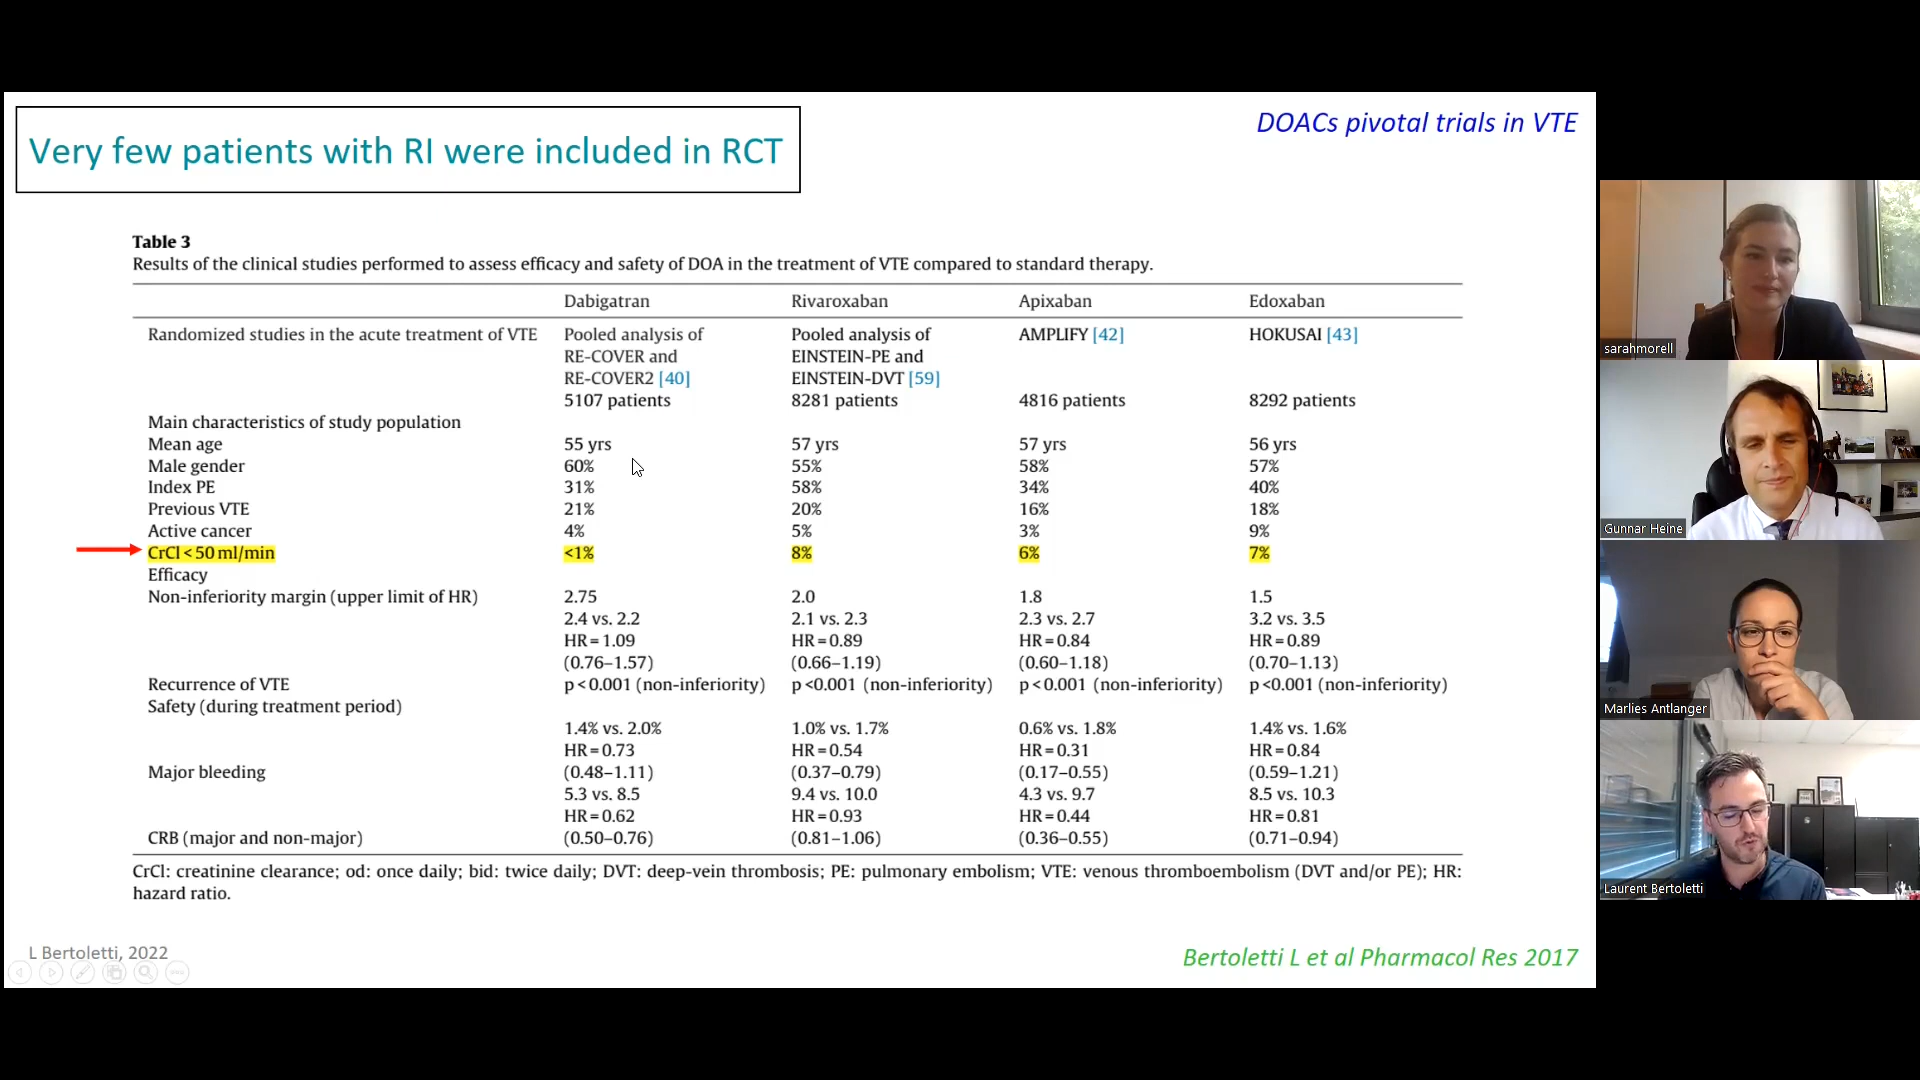 Very few patients with RI were included in RCT
DOACs pivotal trials in VTE
Table 3
Results of the clinical studies performed to assess efficacy and safety of DOA in the treatment of VTE compared to standard therapy.
Dabigatran Rivaroxaban Apixaban Edoxaban
Randomized studies in the acute treatment of VTE Pooled analysis of Pooled analysis of AMPLIFY [42] HOKUSAI [43]
RE-COVER and EINSTEIN-PE and
RE-COVER2 [40] EINSTEIN-DVT [59]
5107 patients 8281 patients 4816 patients 8292 patients
Main characteristics of study population
Mean age 55 yrs 57 yrs 57 yrs 56 yrs
Male gender 60% 55% 58% 57%
Index PE 31% 58% 34% 40%
Previous VTE 21% 20% 16% 18%
Active cancer 4% 5% 3% 9%
CrCl < 50 ml/min <1% 8% 6% 7%
Efficacy
Non-inferiority margin (upper limit of HR) 2.75 2.0 1.8 1.5
2.4 vs. 2.2 2.1 vs. 2.3 2.3 vs. 2.7 3.2 vs. 3.5
HR = 1.09 HR = 0.89 HR = 0.84 HR = 0.89
(0.76–1.57) (0.66–1.19) (0.60–1.18) (0.70–1.13)
Recurrence of VTE p < 0.001 (non-inferiority) p <0.001 (non-inferiority) p < 0.001 (non-inferiority) p <0.001 (non-inferiority)
Safety (during treatment period)
1.4% vs. 2.0% 1.0% vs. 1.7% 0.6% vs. 1.8% 1.4% vs. 1.6%
HR = 0.73 HR = 0.54 HR = 0.31 HR = 0.84
Major bleeding (0.48–1.11) (0.37–0.79) (0.17–0.55) (0.59–1.21)
5.3 vs. 8.5 9.4 vs. 10.0 4.3 vs. 9.7 8.5 vs. 10.3
HR = 0.62 HR = 0.93 HR = 0.44 HR = 0.81
CRB (major and non-major) (0.50–0.76) (0.81–1.06) (0.36–0.55) (0.71–0.94)
CrCl: creatinine clearance; od: once daily; bid: twice daily; DVT: deep-vein thrombosis; PE: pulmonary embolism; VTE: venous thromboembolism (DVT and/or PE); HR:
hazard ratio.
L Bertoletti, 2022
Bertoletti L et al Pharmacol Res 2017
sarahmorell
Gunnar Heine
Marlies Antlanger
Laurent Bertoletti